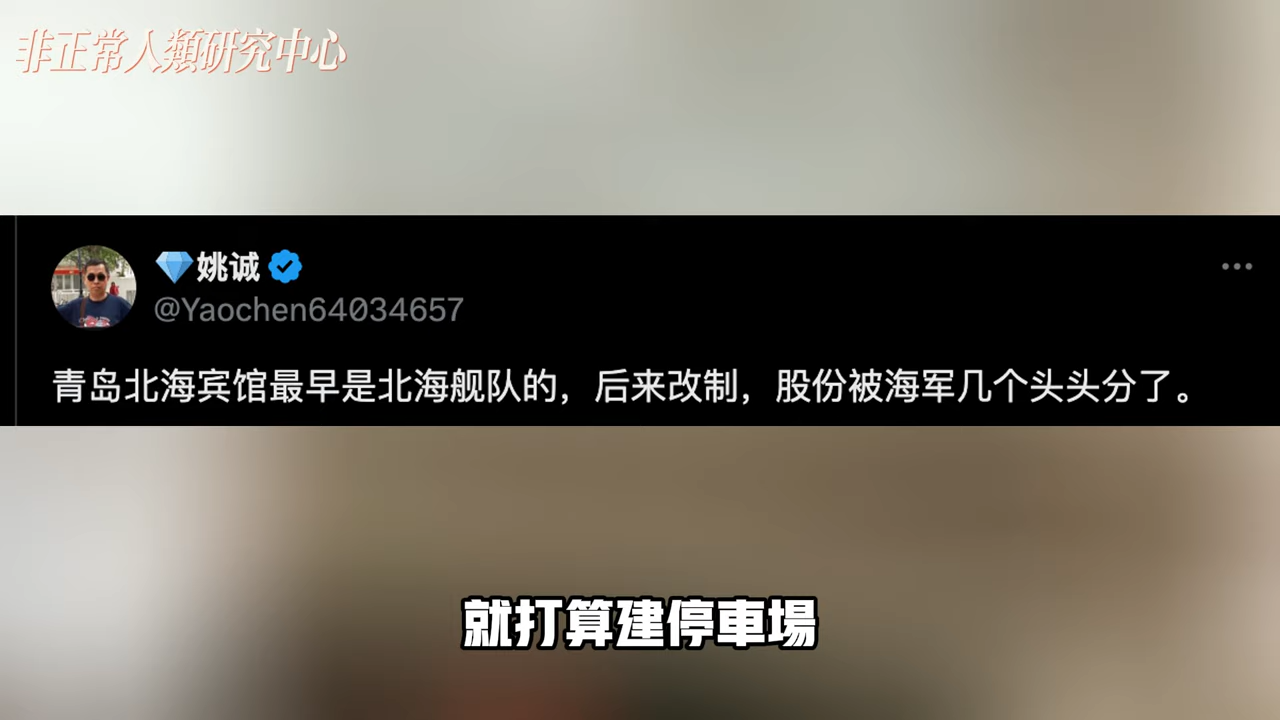 非正常人類研究中心
💎姚诚
@Yaochen64034657
青岛北海宾馆最早是北海舰队的，后来改制，股份被海军几个头头分了。
就打算建停車場